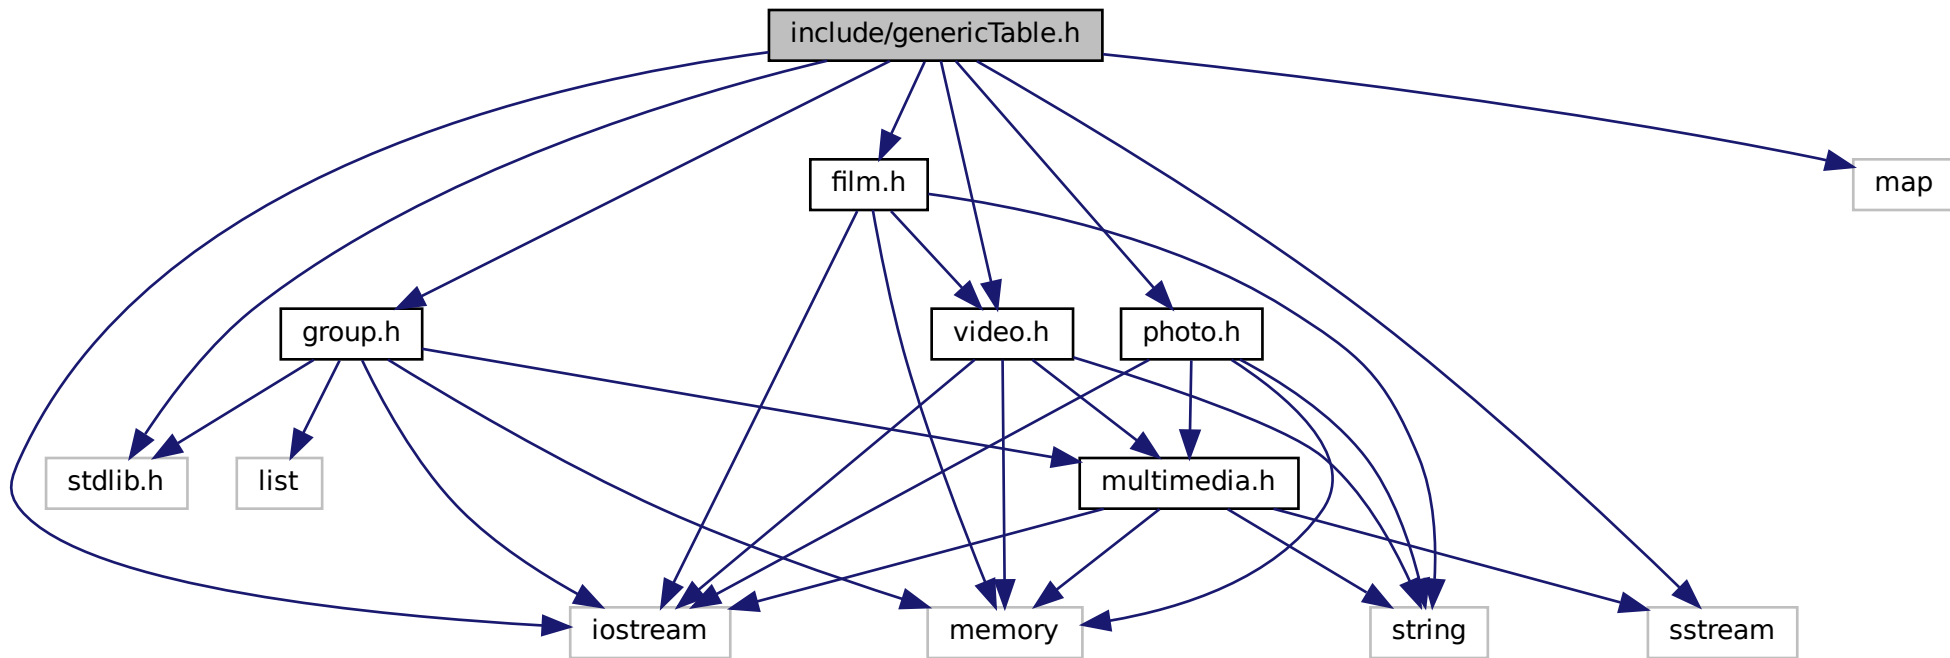 include/genericTable.h
film.h
map
group.h
video.h
photo.h
stdlib.h
list
multimedia.h
iostream
memory
string
sstream